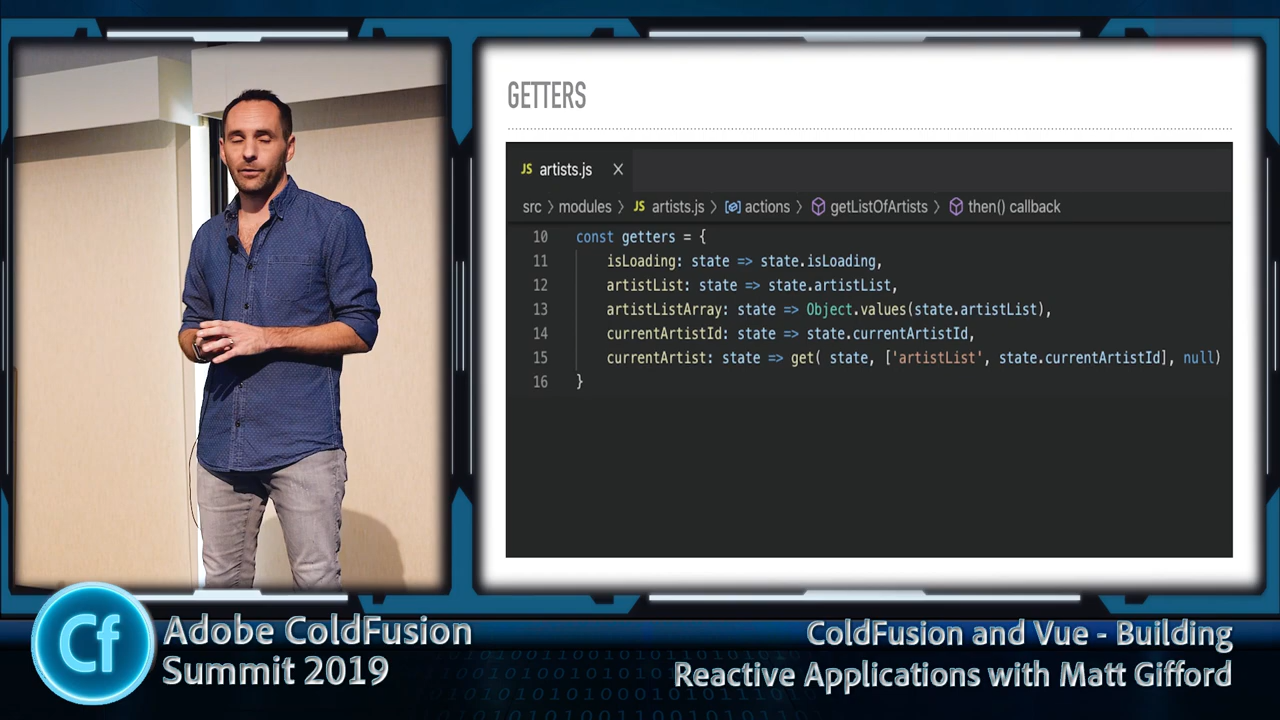 GETTERS
JS artists.js X
src > modules > JS artists.js > actions > getListOfArtists > then() callback
10 const getters = {
11 isLoading: state => state.isLoading,
12 artistList: state => state.artistList,
13 artistListArray: state => Object.values(state.artistList),
14 currentArtistId: state => state.currentArtistId,
15 currentArtist: state => get( state, ['artistList', state.currentArtistId], null)
16 }
Cf
Adobe ColdFusion
Summit 2019
ColdFusion and Vue - Building
Reactive Applications with Matt Gifford